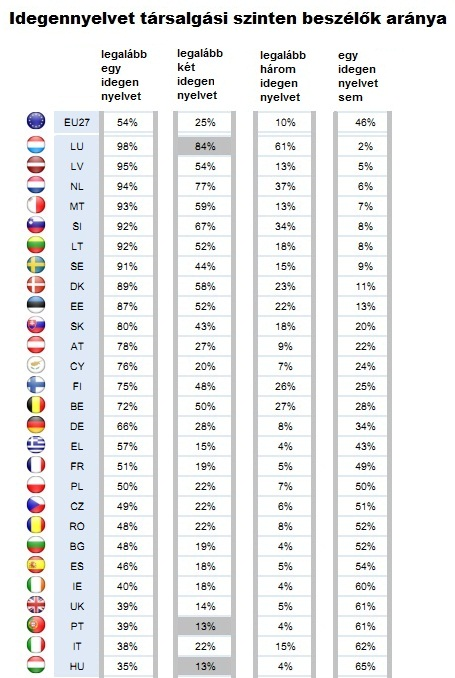 Idegennyelvet társalgási szinten beszélők aránya
legalább egy idegen nyelvet legalább két idegen nyelvet legalább három idegen nyelvet egy idegen nyelvet sem
EU27 54% 25% 10% 46%
LU 98% 84% 61% 2%
LV 95% 54% 13% 5%
NL 94% 77% 37% 6%
MT 93% 59% 13% 7%
SI 92% 67% 34% 8%
LT 92% 52% 18% 8%
SE 91% 44% 15% 9%
DK 89% 58% 23% 11%
EE 87% 52% 22% 13%
SK 80% 43% 18% 20%
AT 78% 27% 9% 22%
CY 76% 20% 7% 24%
FI 75% 48% 26% 25%
BE 72% 50% 27% 28%
DE 66% 28% 8% 34%
EL 57% 15% 4% 43%
FR 51% 19% 5% 49%
PL 50% 22% 7% 50%
CZ 49% 22% 6% 51%
RO 48% 22% 8% 52%
BG 48% 19% 4% 52%
ES 46% 18% 5% 54%
IE 40% 18% 4% 60%
UK 39% 14% 5% 61%
PT 39% 13% 4% 61%
IT 38% 22% 15% 62%
HU 35% 13% 4% 65%